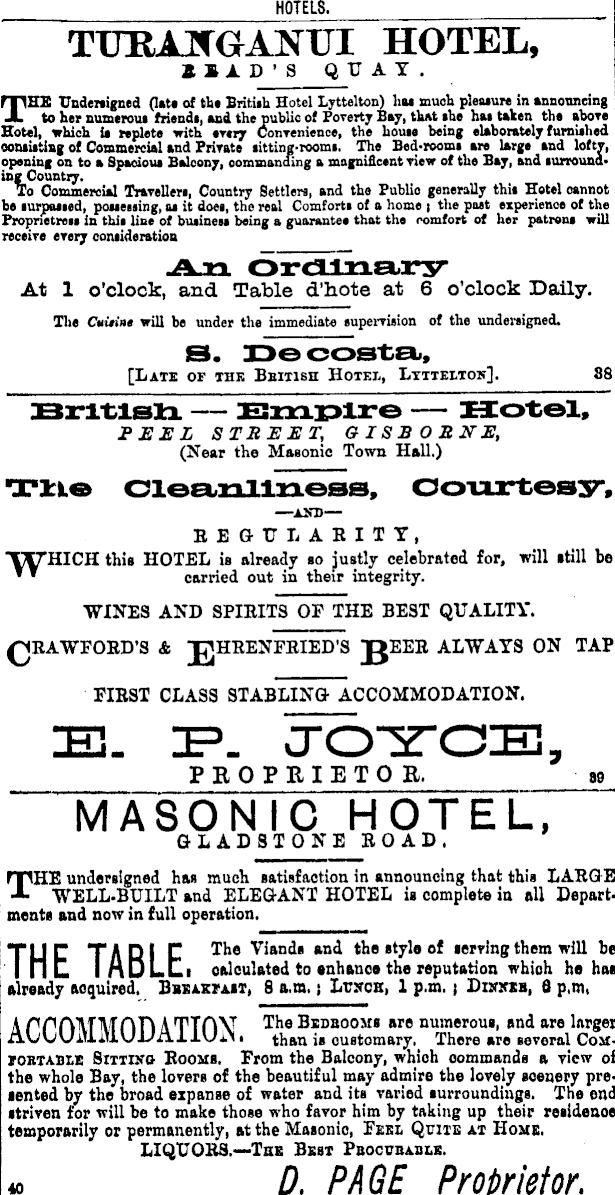 HOTELS.
TURANGANUI HOTEL,
READ'S QUAY.
THE Undersigned (late of the British Hotel Lyttelton) has much pleasure in announcing
to her numerous friends, and the public of Poverty Bay, that she has taken the above
Hotel, which is replete with every Convenience, the house being elaborately furnished
consisting of Commercial and Private sitting-rooms. The Bed-rooms are large and lofty,
opening on to a Spacious Balcony, commanding a magnificent view of the Bay, and surround-
ing Country.
To Commercial Travellers, Country Settlers, and the Public generally this Hotel cannot
be surpassed, possessing, as it does, the real Comforts of a home; the past experience of the
Proprietress in this line of business being a guarantee that the comfort of her patrons will
receive every consideration
An Ordinary
At 1 o'clock, and Table d'hote at 6 o'clock Daily.
The Cuisine will be under the immediate supervision of the undersigned.
S. Decosta,
[LATE OF THE BRITISH HOTEL, LYTTELTON]. 38
British — Empire — Hotel,
PEEL STREET, GISBORNE,
(Near the Masonic Town Hall.)
The Cleanliness, Courtesy,
—AND—
REGULARITY,
WHICH this HOTEL is already so justly celebrated for, will still be
carried out in their integrity.
WINES AND SPIRITS OF THE BEST QUALITY.
CRAWFORD'S & EHRENFRIED'S BEER ALWAYS ON TAP
FIRST CLASS STABLING ACCOMMODATION.
E. P. JOYCE,
PROPRIETOR. 39
MASONIC HOTEL,
GLADSTONE ROAD.
THE undersigned has much satisfaction in announcing that this LARGE
WELL-BUILT and ELEGANT HOTEL is complete in all Depart-
ments and now in full operation.
THE TABLE. The Viands and the style of serving them will be
calculated to enhance the reputation which he has
already acquired. BREAKFAST, 8 a.m.; LUNCH, 1 p.m.; DINNER, 6 p.m,
ACCOMMODATION. The BEDROOMS are numerous, and are larger
than is customary. There are several COM-
FORTABLE SITTING ROOMS. From the Balcony, which commands a view of
the whole Bay, the lovers of the beautiful may admire the lovely scenery pre-
sented by the broad expanse of water and its varied surroundings. The end
striven for will be to make those who favor him by taking up their residence
temporarily or permanently, at the Masonic, FEEL QUITE AT HOME.
LIQUORS.—THE BEST PROCURABLE.
40 D. PAGE Proprietor.